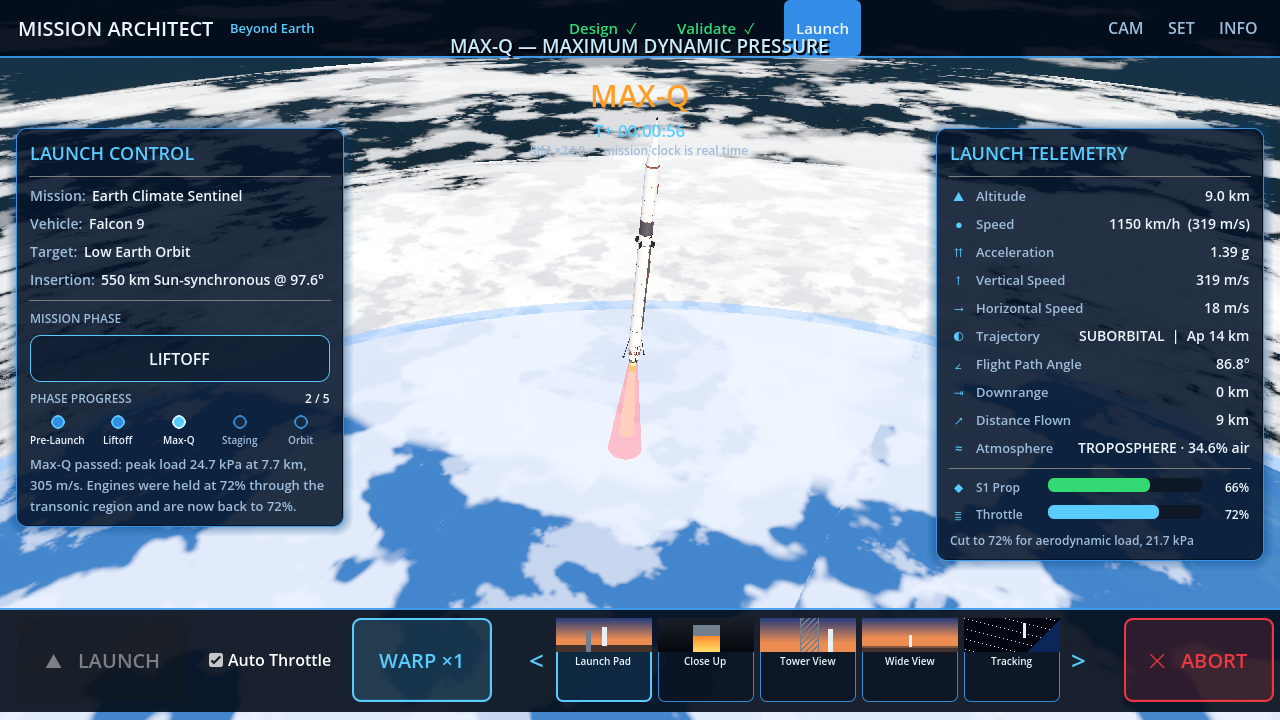 MISSION ARCHITECT
Beyond Earth
Design ✓
Validate ✓
Launch
CAM
SET
INFO
MAX-Q — MAXIMUM DYNAMIC PRESSURE
MAX-Q
T+ 00:00:56
mission clock is real time
LAUNCH CONTROL
Mission: Earth Climate Sentinel
Vehicle: Falcon 9
Target: Low Earth Orbit
Insertion: 550 km Sun-synchronous @ 97.6°
MISSION PHASE
LIFTOFF
PHASE PROGRESS 2 / 5
Pre-Launch Liftoff Max-Q Staging Orbit
Max-Q passed: peak load 24.7 kPa at 7.7 km,
305 m/s. Engines were held at 72% through the
transonic region and are now back to 72%.
LAUNCH TELEMETRY
Altitude 9.0 km
Speed 1150 km/h (319 m/s)
Acceleration 1.39 g
Vertical Speed 319 m/s
Horizontal Speed 18 m/s
Trajectory SUBORBITAL | Ap 14 km
Flight Path Angle 86.8°
Downrange 0 km
Distance Flown 9 km
Atmosphere TROPOSPHERE · 34.6% air
S1 Prop 66%
Throttle 72%
Cut to 72% for aerodynamic load, 21.7 kPa
▲ LAUNCH
Auto Throttle
WARP ×1
<
Launch Pad
Close Up
Tower View
Wide View
Tracking
>
ABORT